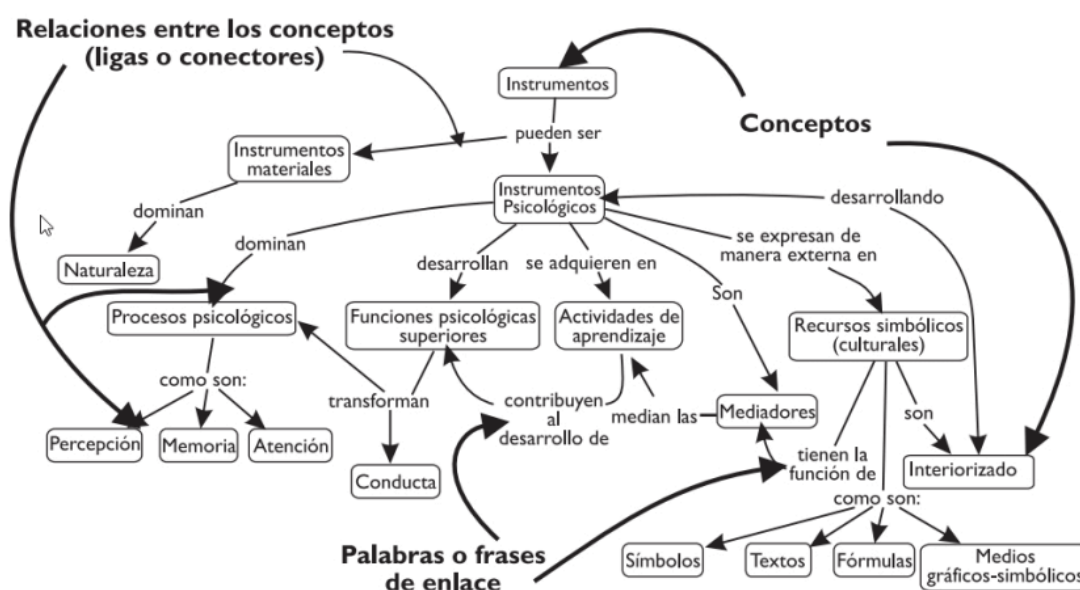 Relaciones entre los conceptos
(ligas o conectores)
Instrumentos
Conceptos
pueden ser
Instrumentos
materiales
Instrumentos
Psicológicos
desarrollando
dominan
dominan
se expresan de
manera externa en
Naturaleza
desarrollan
se adquieren en
Son
Procesos psicológicos
Funciones psicológicas
superiores
Actividades de
aprendizaje
Recursos simbólicos
(culturales)
como son:
transforman
contribuyen
al
desarrollo de
median las
Mediadores
son
Percepción
Memoria
Atención
tienen la
función de
Interiorizado
Conducta
como son:
Palabras o frases
de enlace
Símbolos
Textos
Fórmulas
Medios
gráficos-simbólicos